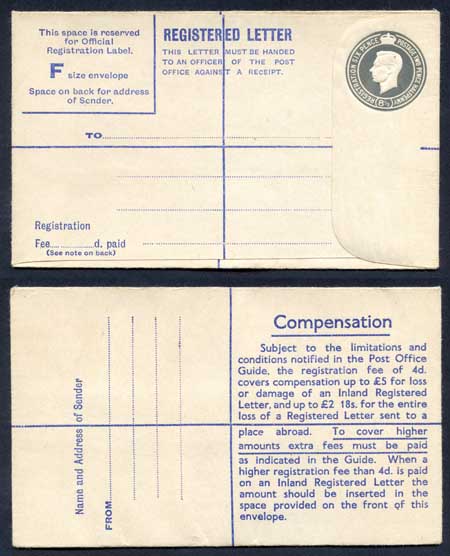 This space is reserved
for Official
Registration Label.
F size envelope
Space on back for address
of Sender.
REGISTERED LETTER
THIS LETTER MUST BE HANDED
TO AN OFFICER OF THE POST
OFFICE AGAINST A RECEIPT.
REGISTRATION SIX PENCE
TO
Registration
Fee d. paid
(See note on back)
Name and Address of Sender
FROM
Compensation
Subject to the limitations and
conditions notified in the Post Office
Guide, the registration fee of 4d.
covers compensation up to £5 for loss
or damage of an Inland Registered
Letter, and up to £2 18s. for the entire
loss of a Registered Letter sent to a
place abroad. To cover higher
amounts extra fees must be paid
as indicated in the Guide. When a
higher registration fee than 4d. is paid
on an Inland Registered Letter the
amount should be inserted in the
space provided on the front of this
envelope.